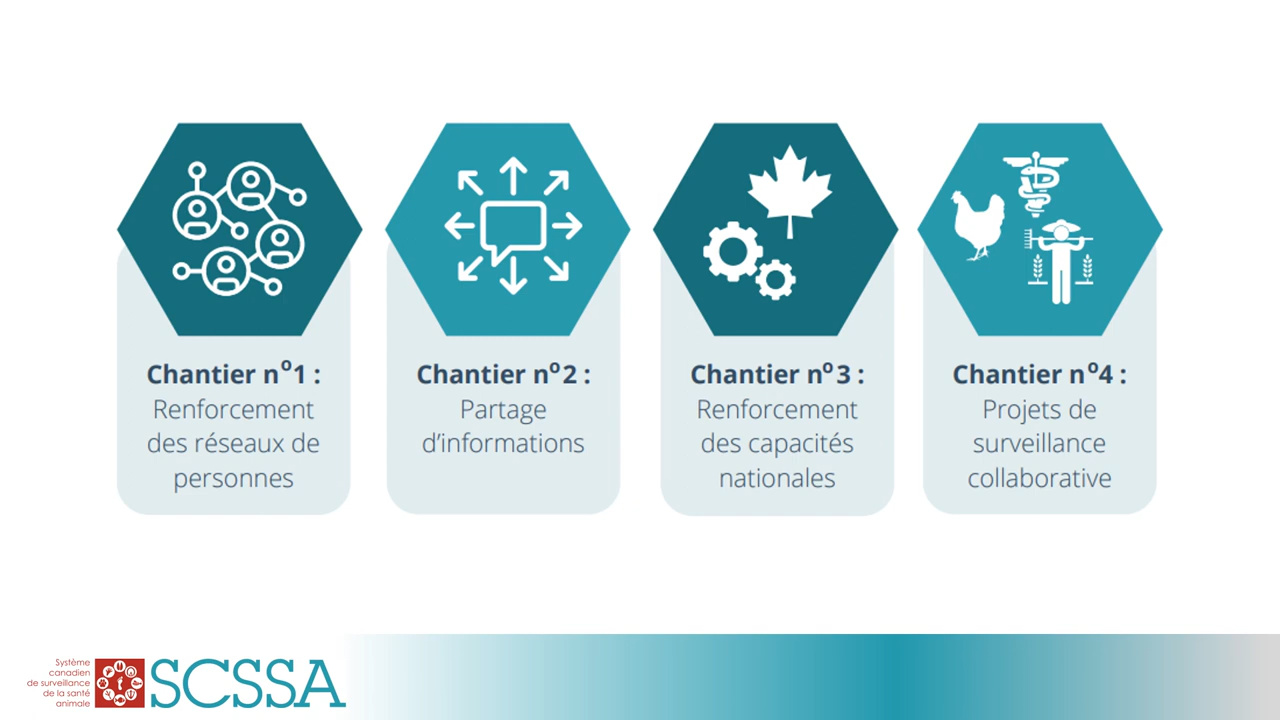 Chantier nº1 :
Renforcement
des réseaux de
personnes
Chantier nº2 :
Partage
d’informations
Chantier nº3 :
Renforcement
des capacités
nationales
Chantier nº4 :
Projets de
surveillance
collaborative
Système
canadien
de surveillance
de la santé
animale
SCSSA